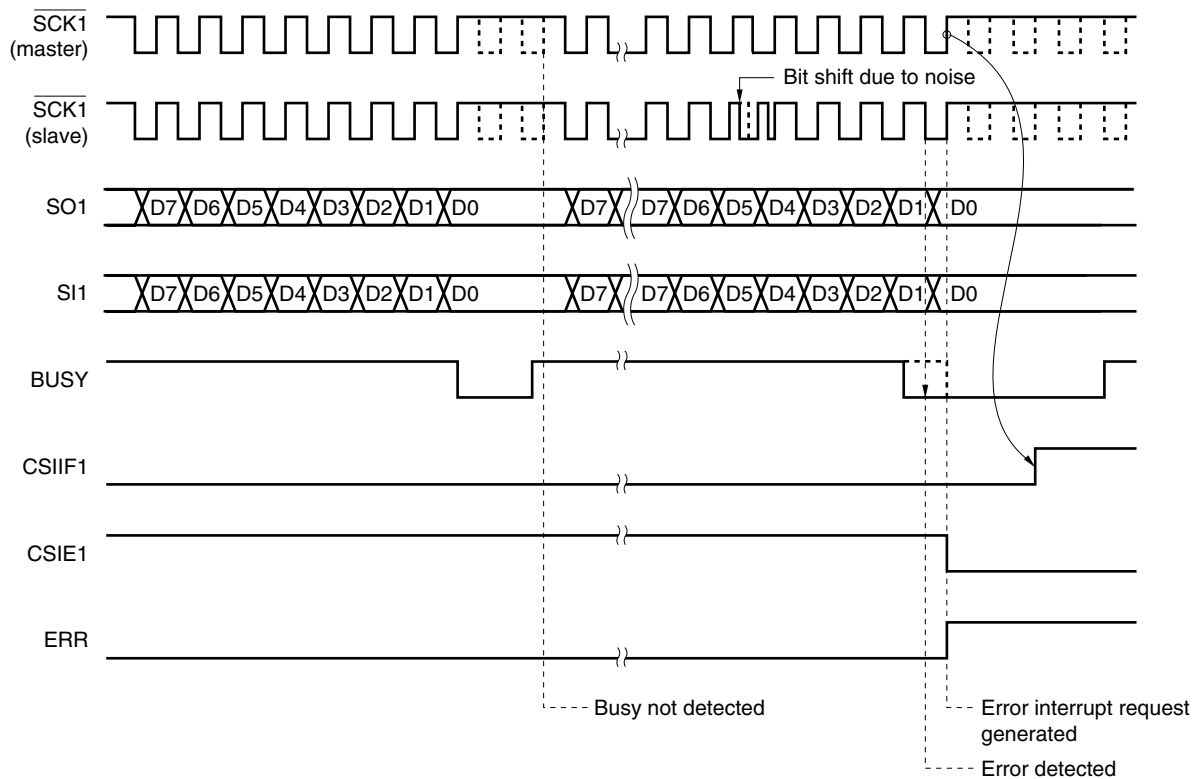 SCK1
(master)
Bit shift due to noise
SCK1
(slave)
SO1
D7 D6 D5 D4 D3 D2 D1 D0 D7 D7 D6 D5 D4 D3 D2 D1 D0
SI1
D7 D6 D5 D4 D3 D2 D1 D0 D7 D7 D6 D5 D4 D3 D2 D1 D0
BUSY
CSIIF1
CSIE1
ERR
Busy not detected
Error interrupt request
generated
Error detected